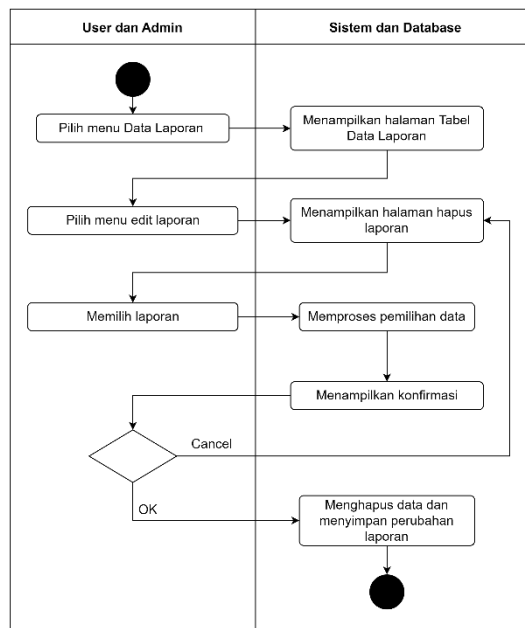 User dan Admin
Sistem dan Database
Pilih menu Data Laporan
Menampilkan halaman Tabel
Data Laporan
Pilih menu edit laporan
Menampilkan halaman hapus
laporan
Memilih laporan
Memproses pemilihan data
Menampilkan konfirmasi
Cancel
OK
Menghapus data dan
menyimpan perubahan
laporan